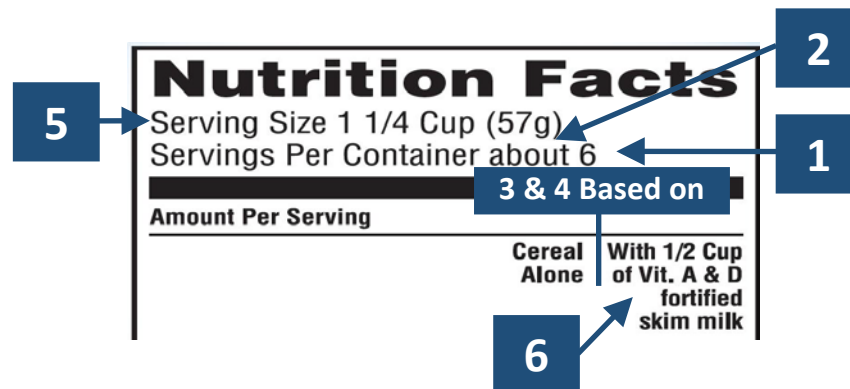 2
Nutrition Facts
5
Serving Size 1 1/4 Cup (57g)
Servings Per Container about 6
1
3 & 4 Based on
Amount Per Serving
Cereal Alone
With 1/2 Cup
of Vit. A & D
fortified
skim milk
6